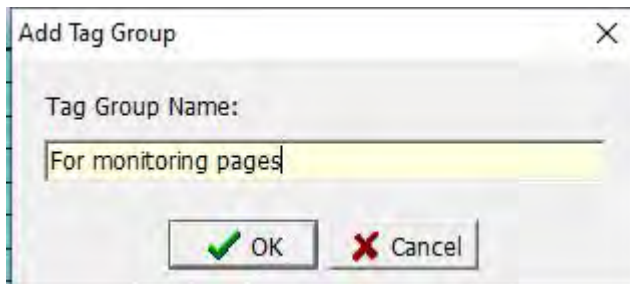 Add Tag Group
Tag Group Name:
For monitoring pages
OK Cancel